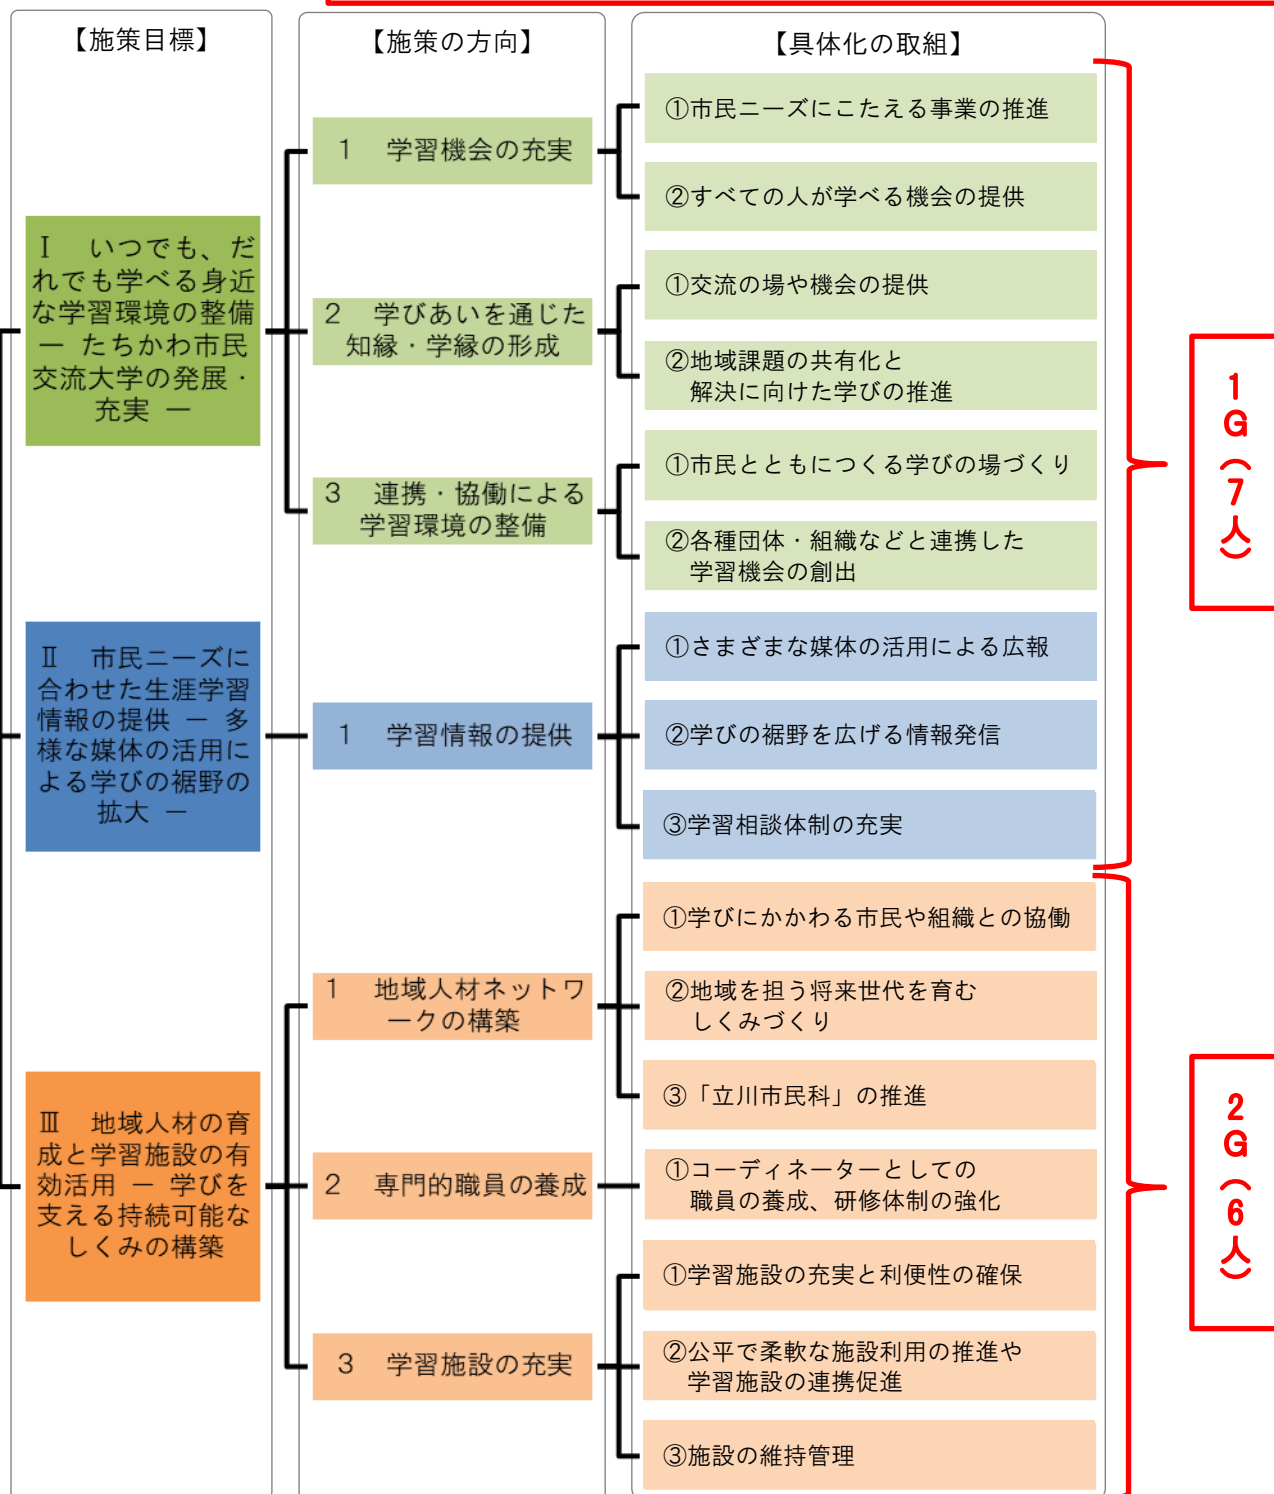 【施策目標】
【施策の方向】
【具体化の取組】
Ⅰ　いつでも、だ
れでも学べる身近
な学習環境の整備
― たちかわ市民
交流大学の発展・
充実 ―
1　学習機会の充実
①市民ニーズにこたえる事業の推進
②すべての人が学べる機会の提供
2　学びあいを通じた
知縁・学縁の形成
①交流の場や機会の提供
②地域課題の共有化と
解決に向けた学びの推進
3　連携・協働による
学習環境の整備
①市民とともにつくる学びの場づくり
②各種団体・組織などと連携した
学習機会の創出
1G（7人）
Ⅱ　市民ニーズに
合わせた生涯学習
情報の提供 ― 多
様な媒体の活用に
よる学びの裾野の
拡大 ―
1　学習情報の提供
①さまざまな媒体の活用による広報
②学びの裾野を広げる情報発信
③学習相談体制の充実
Ⅲ　地域人材の育
成と学習施設の有
効活用 ― 学びを
支える持続可能な
しくみの構築
1　地域人材ネットワ
ークの構築
①学びにかかわる市民や組織との協働
②地域を担う将来世代を育む
しくみづくり
③「立川市民科」の推進
2　専門的職員の養成
①コーディネーターとしての
職員の養成、研修体制の強化
3　学習施設の充実
①学習施設の充実と利便性の確保
②公平で柔軟な施設利用の推進や
学習施設の連携促進
③施設の維持管理
2G（6人）